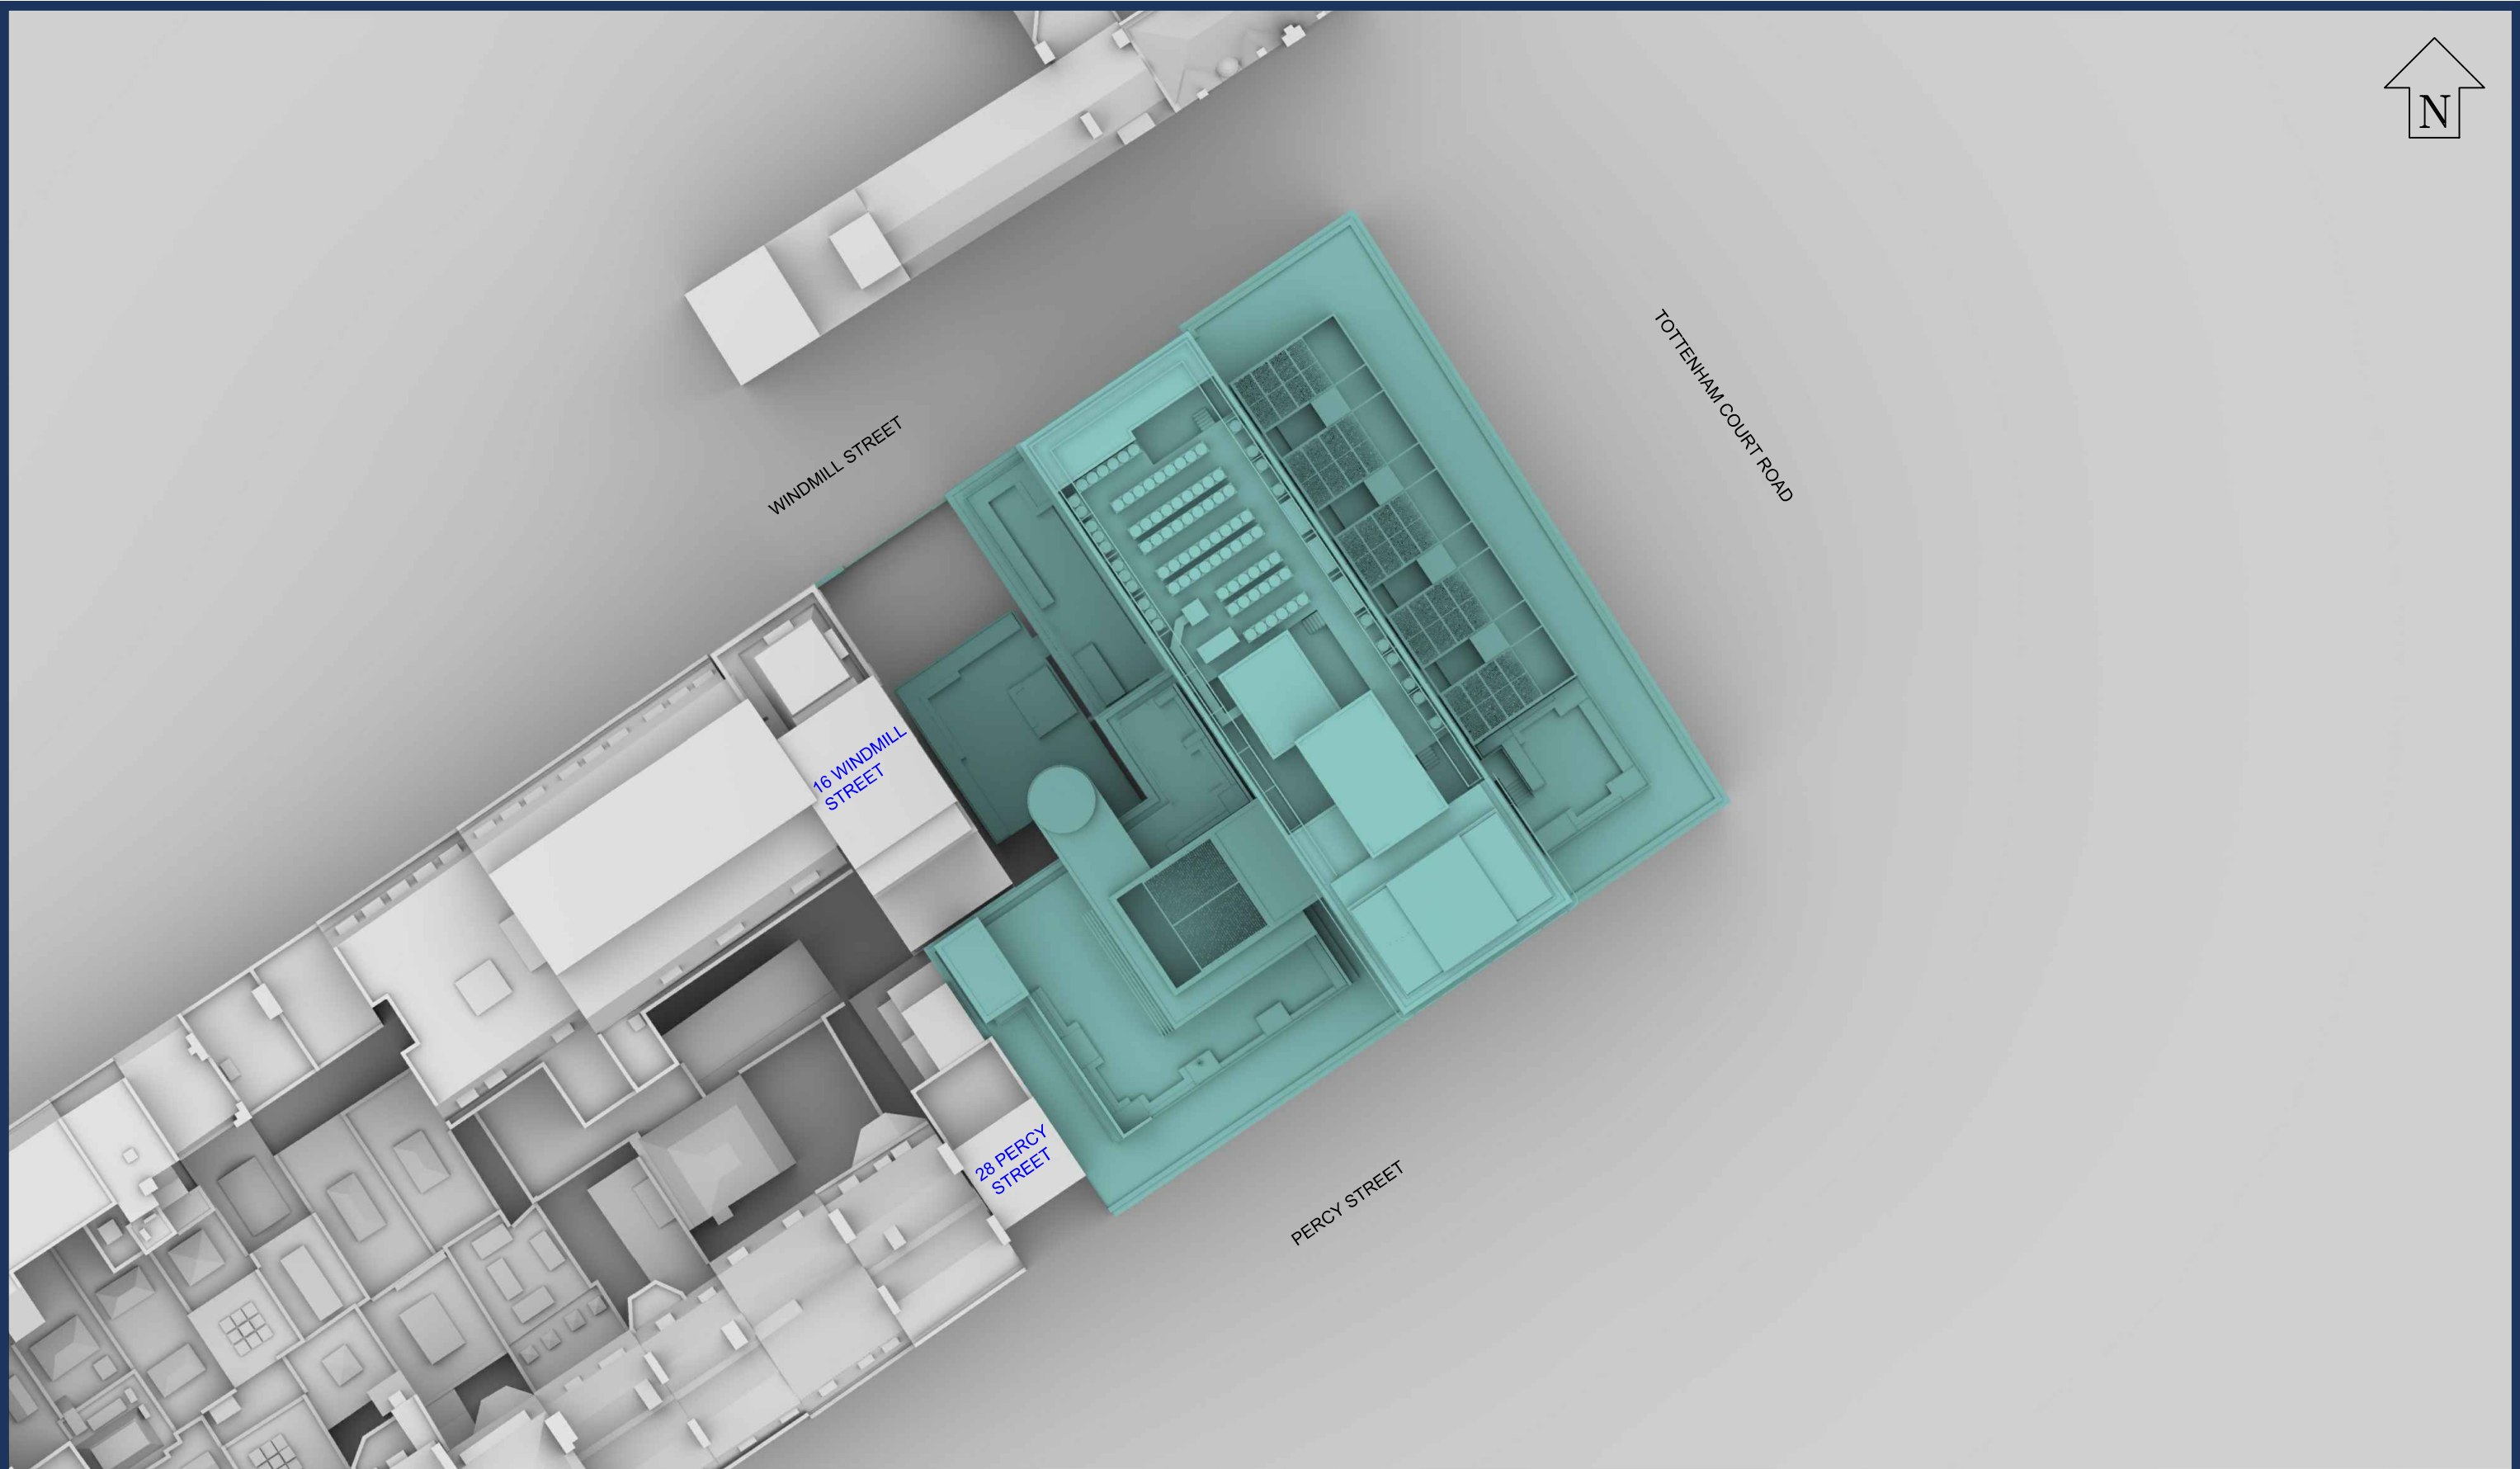 N
TOTTENHAM COURT ROAD
WINDMILL STREET
16 WINDMILL
STREET
28 PERCY
STREET
PERCY STREET